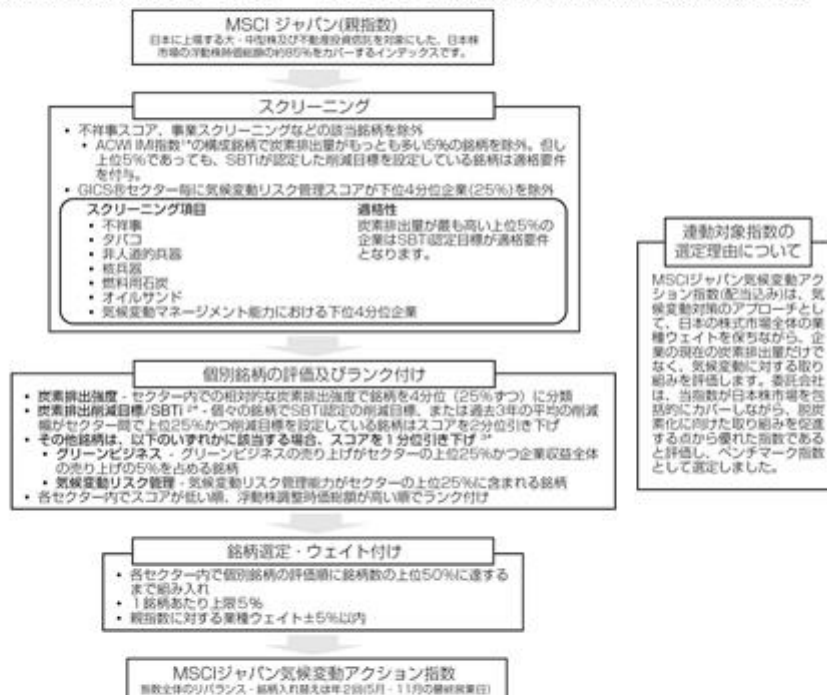 MSCI ジャパン(親指数)
日本に上場する大・中型株及び不動産投資信託を対象にした、日本株
市場の浮動株時価総額の約85%をカバーするインデックスです。
スクリーニング
• 不祥事スコア、事業スクリーニングなどの該当銘柄を除外
• ACWI IMI指数¹*の構成銘柄で炭素排出量がもっとも多い5%の銘柄を除外。但し
上位5%であっても、SBTiが認定した削減目標を設定している銘柄は適格要件
を付与。
• GICS®セクター毎に気候変動リスク管理スコアが下位4分位企業(25%)を除外
スクリーニング項目
• 不祥事
• タバコ
• 非人道的兵器
• 核兵器
• 燃料用石炭
• オイルサンド
• 気候変動マネージメント能力における下位4分位企業
適格性
炭素排出量が最も高い上位5%の
企業はSBTi認定目標が適格要件
となります。
個別銘柄の評価及びランク付け
• 炭素排出強度 - セクター内での相対的な炭素排出強度で銘柄を4分位（25%ずつ）に分類
• 炭素排出削減目標/SBTi ²* - 個々の銘柄でSBTi認定の削減目標、または過去3年の平均の削減
幅がセクター間で上位25%かつ削減目標を設定している銘柄はスコアを2分位引き下げ
• その他銘柄は、以下のいずれかに該当する場合、スコアを1分位引き下げ ³*
• グリーンビジネス - グリーンビジネスの売り上げがセクターの上位25%かつ企業収益全体
の売り上げの5%を占める銘柄
• 気候変動リスク管理 - 気候変動リスク管理能力がセクターの上位25%に含まれる銘柄
• 各セクター内でスコアが低い順、浮動株調整時価総額が高い順でランク付け
銘柄選定・ウェイト付け
• 各セクター内で個別銘柄の評価順に銘柄数の上位50%に達する
まで組み入れ
• 1銘柄あたり上限5%
• 親指数に対する業種ウェイト±5%以内
MSCIジャパン気候変動アクション指数
指数全体のリバランス・銘柄入れ替えは年2回(5月・11月の最終営業日)
連動対象指数の
選定理由について
MSCIジャパン気候変動アク
ション指数(配当込み)は、気
候変動対策のアプローチとし
て、日本の株式市場全体の業
種ウェイトを保ちながら、企
業の現在の炭素排出量だけで
なく、気候変動に対する取り
組みを評価します。委託会社
は、当指数が日本株市場を包
括的にカバーしながら、脱炭
素化に向けた取り組みを促進
する点から優れた指数である
と評価し、ベンチマーク指数
として選定しました。